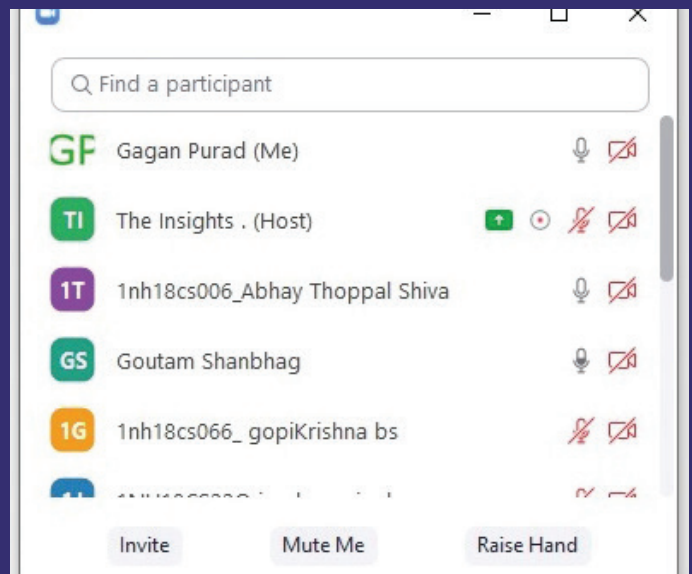 Find a participant
GP Gagan Purad (Me)
TI The Insights . (Host)
1T 1nh18cs006_Abhay Thoppal Shiva
GS Goutam Shanbhag
1G 1nh18cs066_ gopiKrishna bs
Invite Mute Me Raise Hand